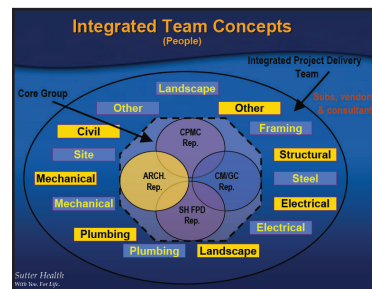 Integrated Team Concepts
(People)
Integrated Project Delivery
Team
Core Group
Landscape
Subs, vendors
& consultants
Other
Other
CPMC
Rep.
Civil
Framing
Site
Structural
Mechanical
ARCH.
Rep.
CM/GC
Rep.
Steel
Mechanical
Electrical
SH FPD
Rep.
Plumbing
Electrical
Plumbing
Landscape
Sutter Health
With You. For Life.